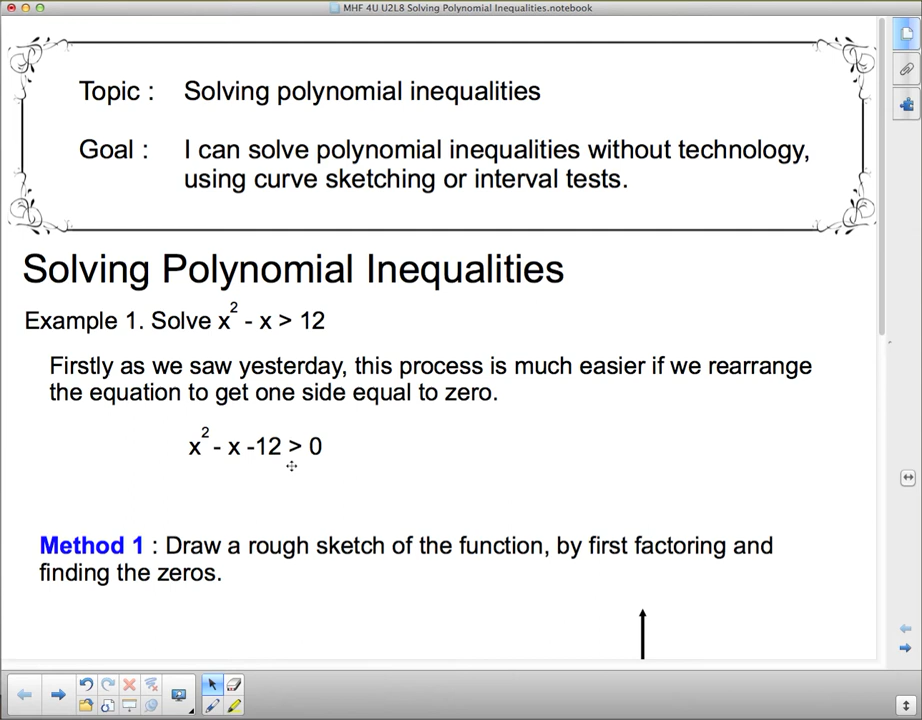 MHF 4U U2L8 Solving Polynomial Inequalities.notebook
Topic : Solving polynomial inequalities
Goal : I can solve polynomial inequalities without technology,
using curve sketching or interval tests.
Solving Polynomial Inequalities
Example 1. Solve x² - x > 12
Firstly as we saw yesterday, this process is much easier if we rearrange
the equation to get one side equal to zero.
x² - x -12 > 0
Method 1 : Draw a rough sketch of the function, by first factoring and
finding the zeros.